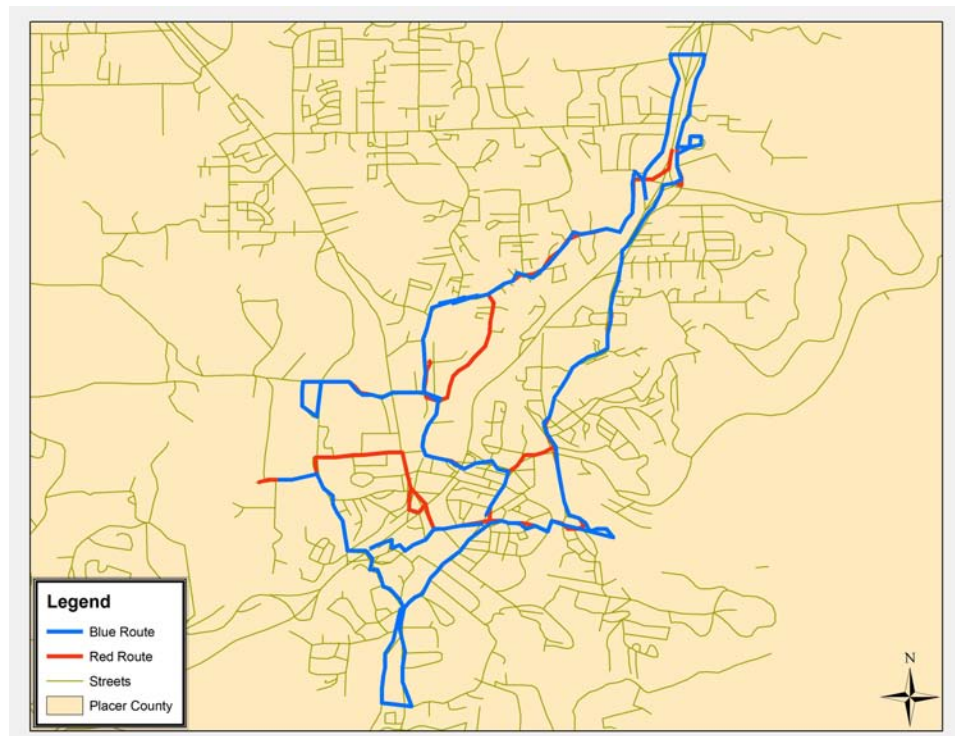 N
Legend
Blue Route
Red Route
Streets
Placer County